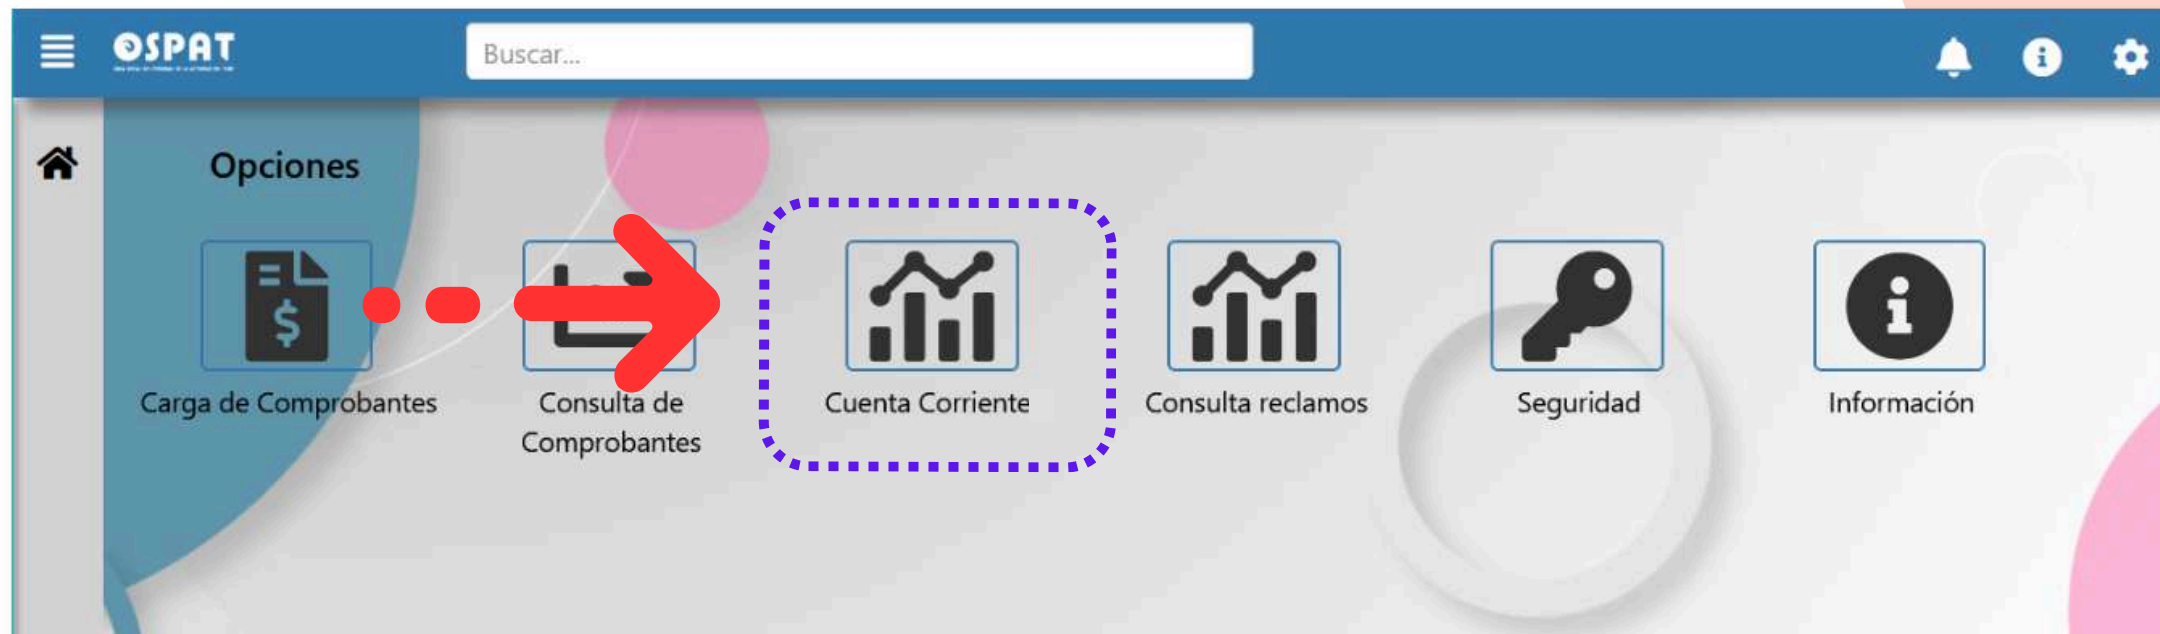 OSPAT
Buscar...
Opciones
Carga de Comprobantes
Consulta de
Comprobantes
Cuenta Corriente
Consulta reclamos
Seguridad
Información